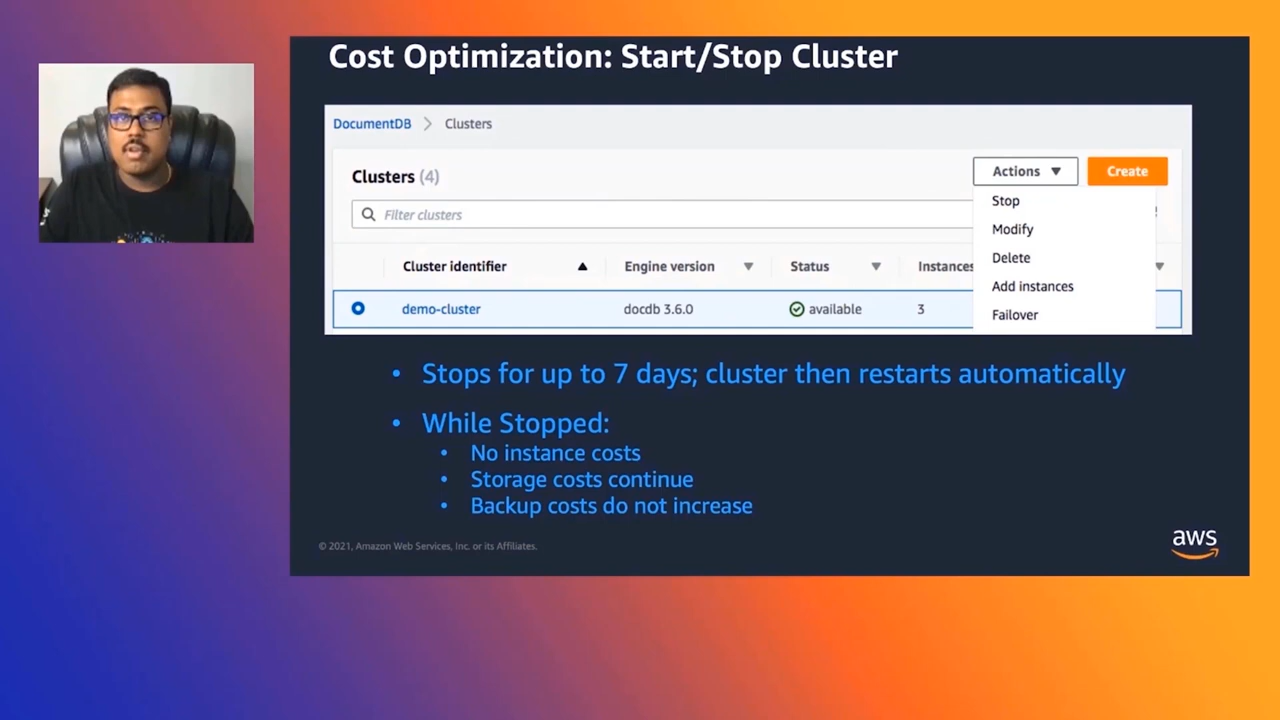 Cost Optimization: Start/Stop Cluster
DocumentDB > Clusters
Clusters (4)
Actions ▼ Create
Filter clusters
Stop
Modify
Delete
Add instances
Failover
Cluster identifier ▲ Engine version ▼ Status ▼ Instances ▼
demo-cluster docdb 3.6.0 available 3
• Stops for up to 7 days; cluster then restarts automatically
• While Stopped:
• No instance costs
• Storage costs continue
• Backup costs do not increase
© 2021, Amazon Web Services, Inc. or its Affiliates.
aws